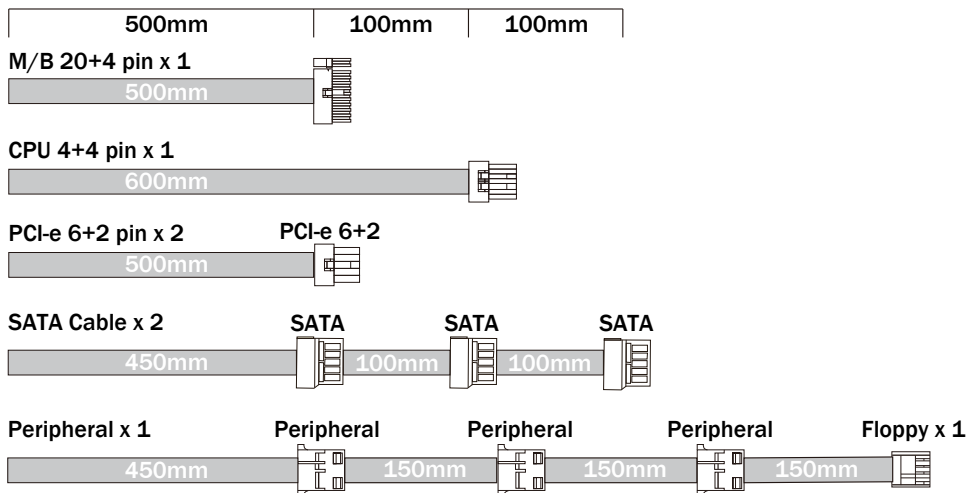 500mm 100mm 100mm
M/B 20+4 pin x 1
500mm
CPU 4+4 pin x 1
600mm
PCI-e 6+2 pin x 2 PCI-e 6+2
500mm
SATA Cable x 2 SATA SATA SATA
450mm 100mm 100mm
Peripheral x 1 Peripheral Peripheral Peripheral Floppy x 1
450mm 150mm 150mm 150mm